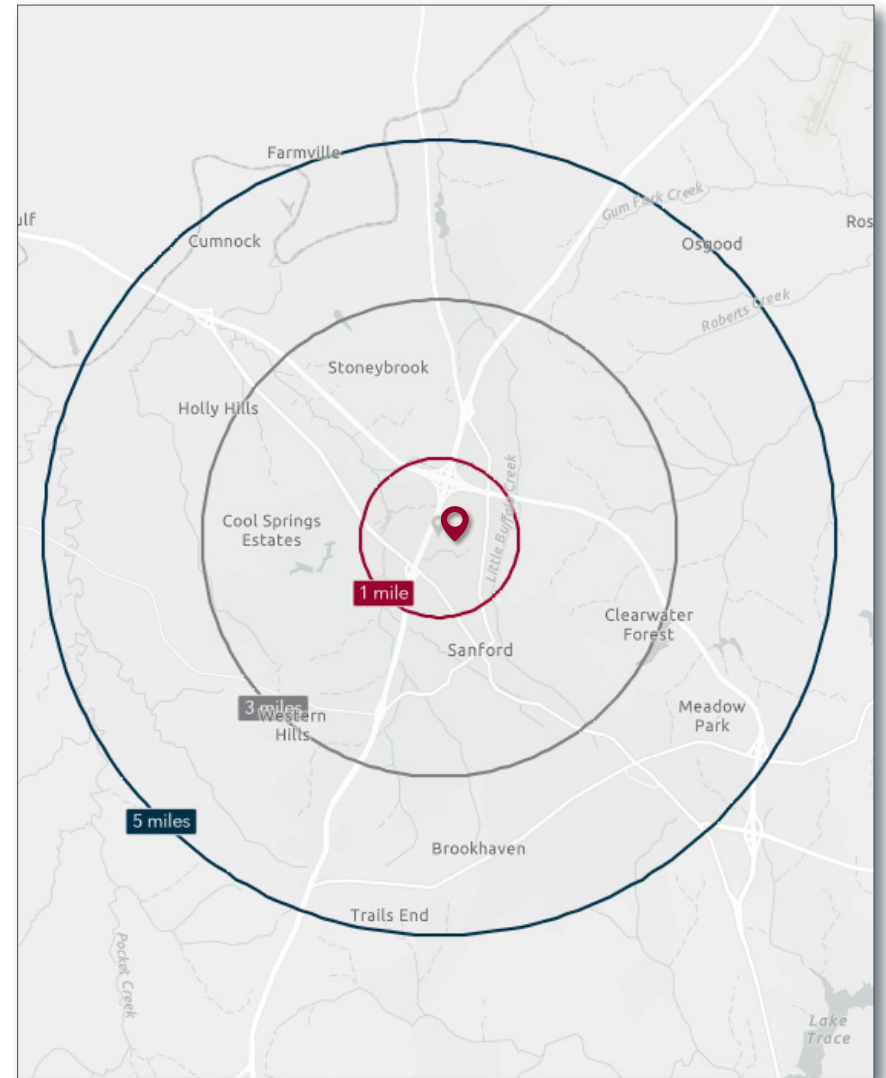 Farmville
Gum Fork Creek
ulf
Ros
Cumnock
Osgood
Roberts Creek
Stoneybrook
Holly Hills
Little Buffalo Creek
Cool Springs
Estates
1 mile
Clearwater
Forest
Sanford
3 miles
Western
Hills
Meadow
Park
5 miles
Brookhaven
Trails End
Pocket Creek
Lake
Trace